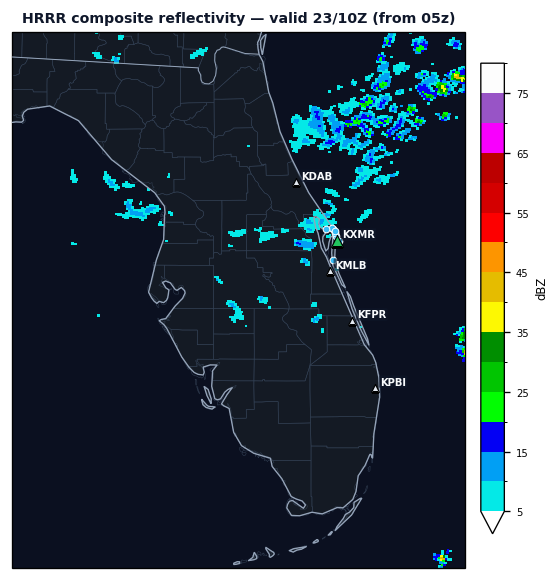 HRRR composite reflectivity — valid 23/10Z (from 05z)
KDAB
KXMR
KMLB
KFPR
KPBI
75
65
55
45
35
25
15
5
dBZ